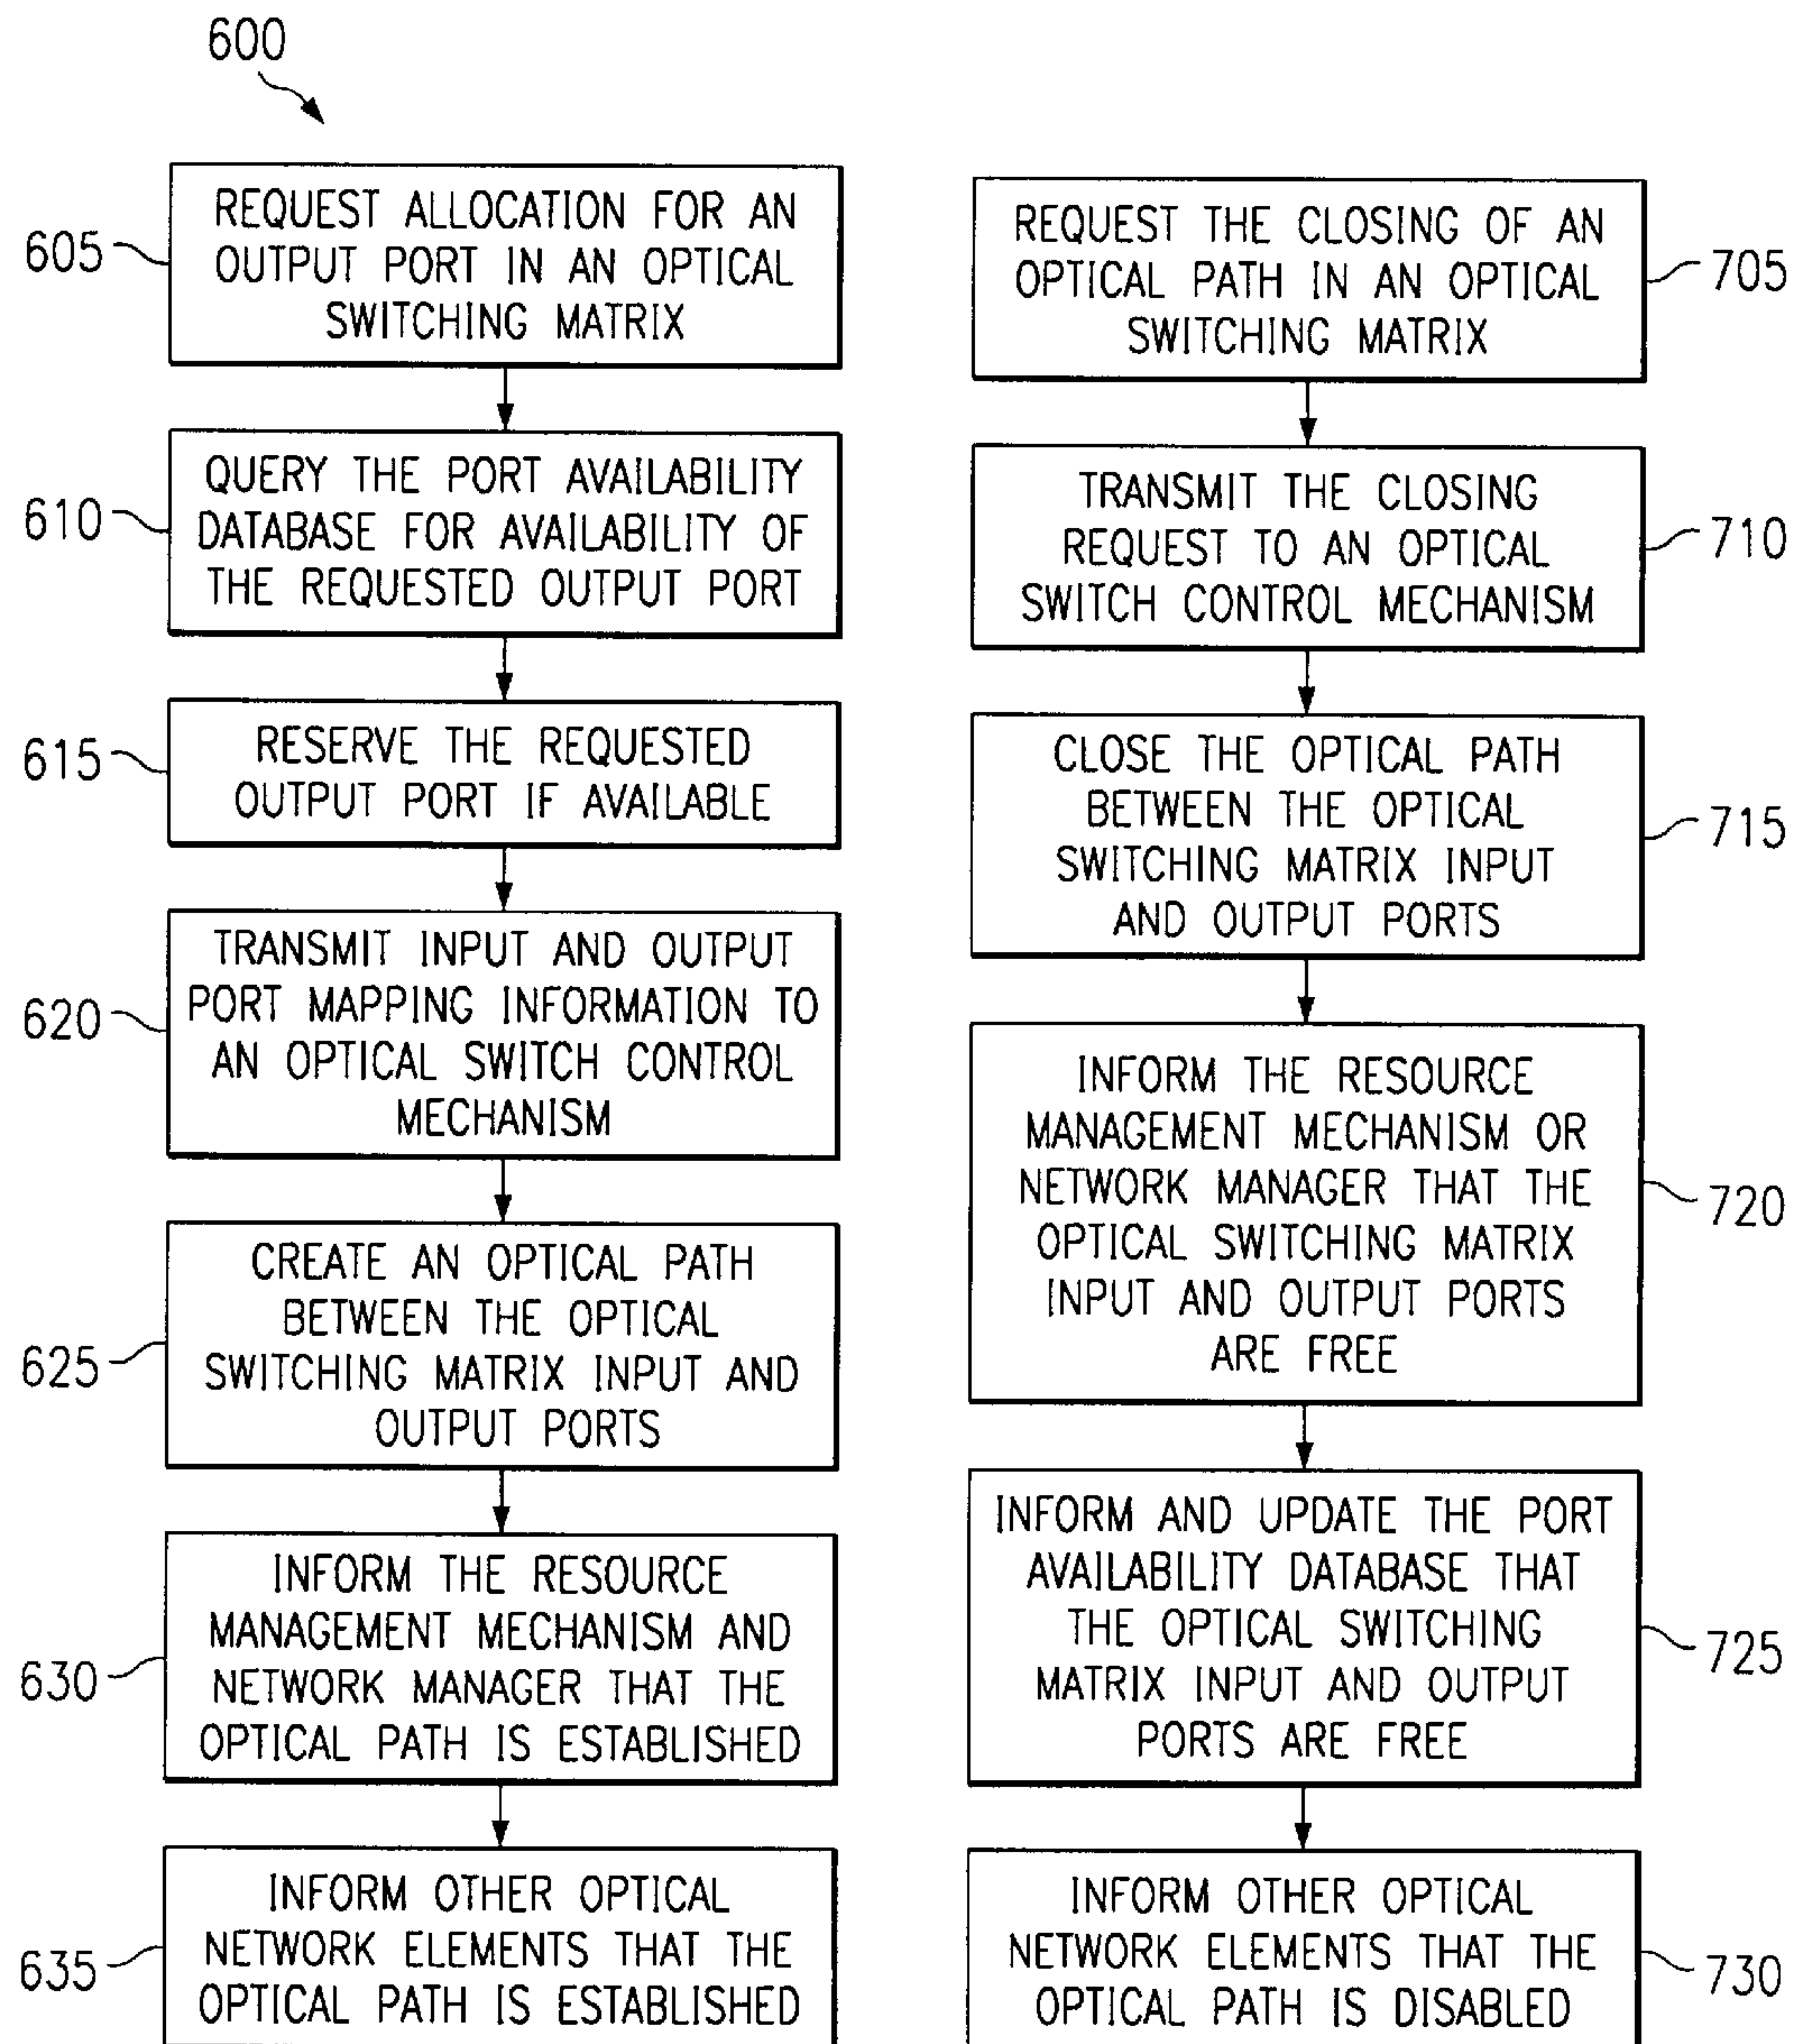 600
605
REQUEST ALLOCATION FOR AN
OUTPUT PORT IN AN OPTICAL
SWITCHING MATRIX
610
QUERY THE PORT AVAILABILITY
DATABASE FOR AVAILABILITY OF
THE REQUESTED OUTPUT PORT
615
RESERVE THE REQUESTED
OUTPUT PORT IF AVAILABLE
620
TRANSMIT INPUT AND OUTPUT
PORT MAPPING INFORMATION TO
AN OPTICAL SWITCH CONTROL
MECHANISM
625
CREATE AN OPTICAL PATH
BETWEEN THE OPTICAL
SWITCHING MATRIX INPUT AND
OUTPUT PORTS
630
INFORM THE RESOURCE
MANAGEMENT MECHANISM AND
NETWORK MANAGER THAT THE
OPTICAL PATH IS ESTABLISHED
635
INFORM OTHER OPTICAL
NETWORK ELEMENTS THAT THE
OPTICAL PATH IS ESTABLISHED
REQUEST THE CLOSING OF AN
OPTICAL PATH IN AN OPTICAL
SWITCHING MATRIX
705
TRANSMIT THE CLOSING
REQUEST TO AN OPTICAL
SWITCH CONTROL MECHANISM
710
CLOSE THE OPTICAL PATH
BETWEEN THE OPTICAL
SWITCHING MATRIX INPUT
AND OUTPUT PORTS
715
INFORM THE RESOURCE
MANAGEMENT MECHANISM OR
NETWORK MANAGER THAT THE
OPTICAL SWITCHING MATRIX
INPUT AND OUTPUT PORTS
ARE FREE
720
INFORM AND UPDATE THE PORT
AVAILABILITY DATABASE THAT
THE OPTICAL SWITCHING
MATRIX INPUT AND OUTPUT
PORTS ARE FREE
725
INFORM OTHER OPTICAL
NETWORK ELEMENTS THAT THE
OPTICAL PATH IS DISABLED
730